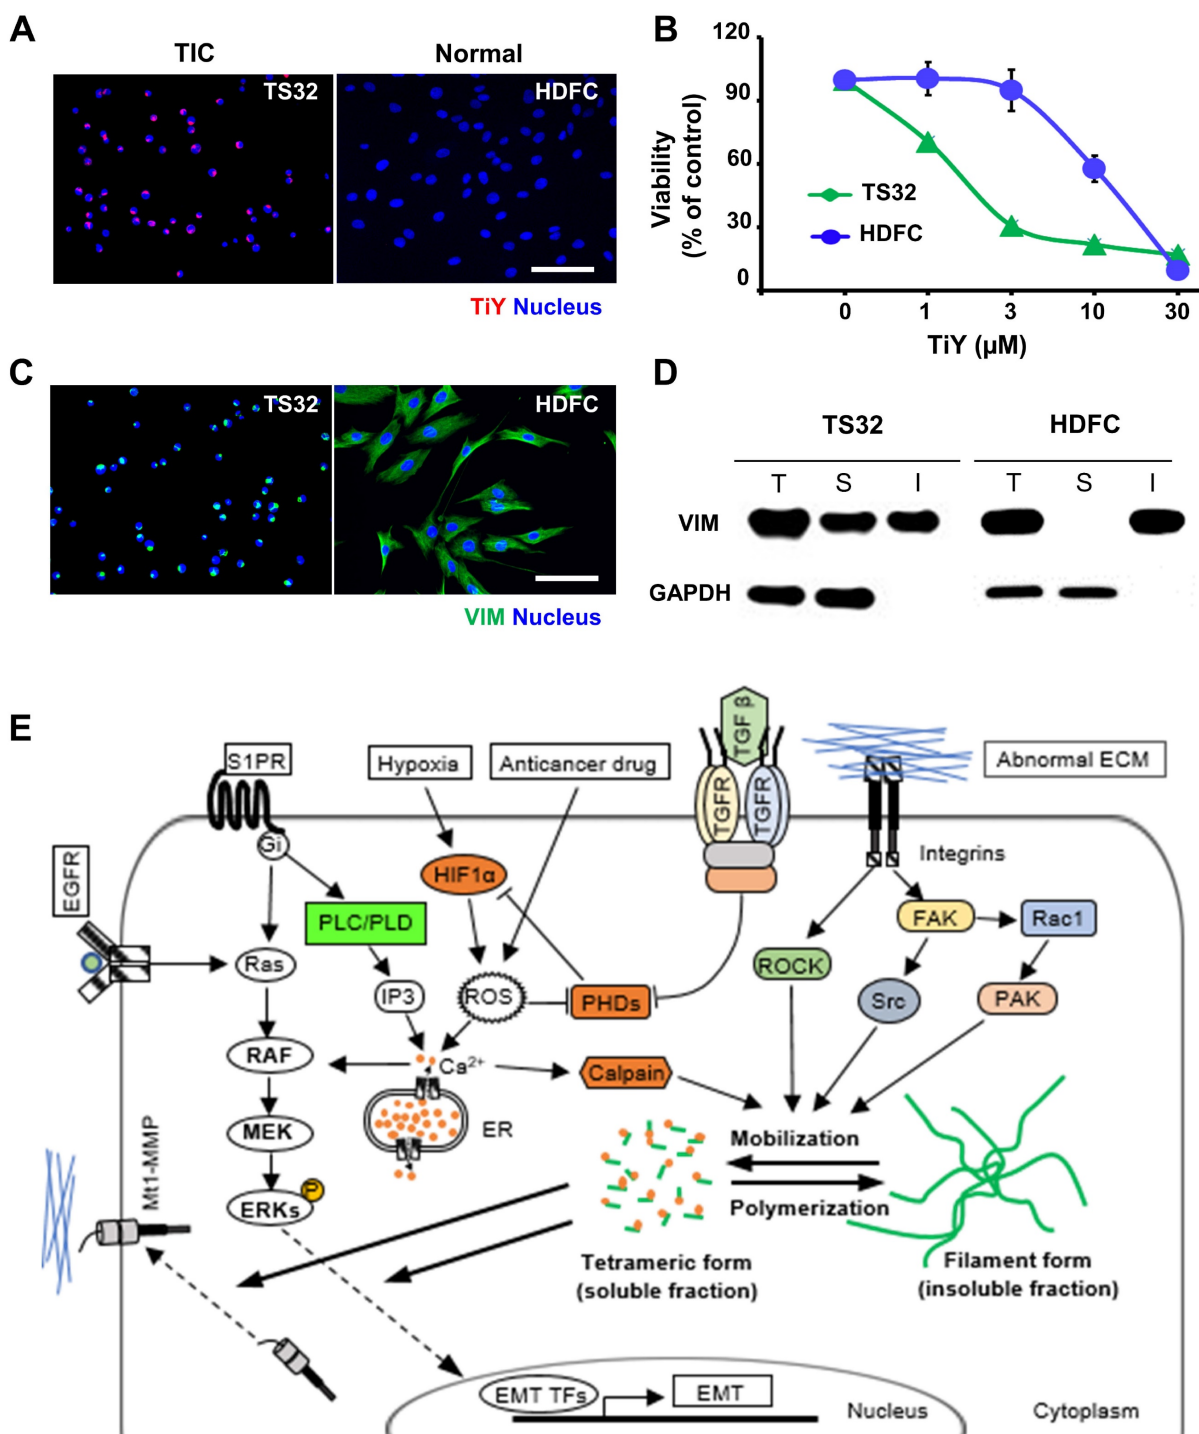 A
TIC
Normal
TS32
HDFC
TiY Nucleus
B
120
90
60
30
0
Viability
(% of control)
TS32
HDFC
0 1 3 10 30
TiY (µM)
C
TS32
HDFC
VIM Nucleus
D
TS32 HDFC
T S I T S I
VIM
GAPDH
E
S1PR
Hypoxia
Anticancer drug
TGF β
Abnormal ECM
TGFR
TGFR
Gi
EGFR
HIF1α
Integrins
PLC/PLD
FAK
Rac1
Ras
ROCK
IP3
ROS
PHDs
Src
PAK
RAF
Ca2+
Calpain
MEK
ER
Mobilization
Mt1-MMP
P
ERKs
Polymerization
Tetrameric form
(soluble fraction)
Filament form
(insoluble fraction)
EMT TFs
EMT
Nucleus
Cytoplasm